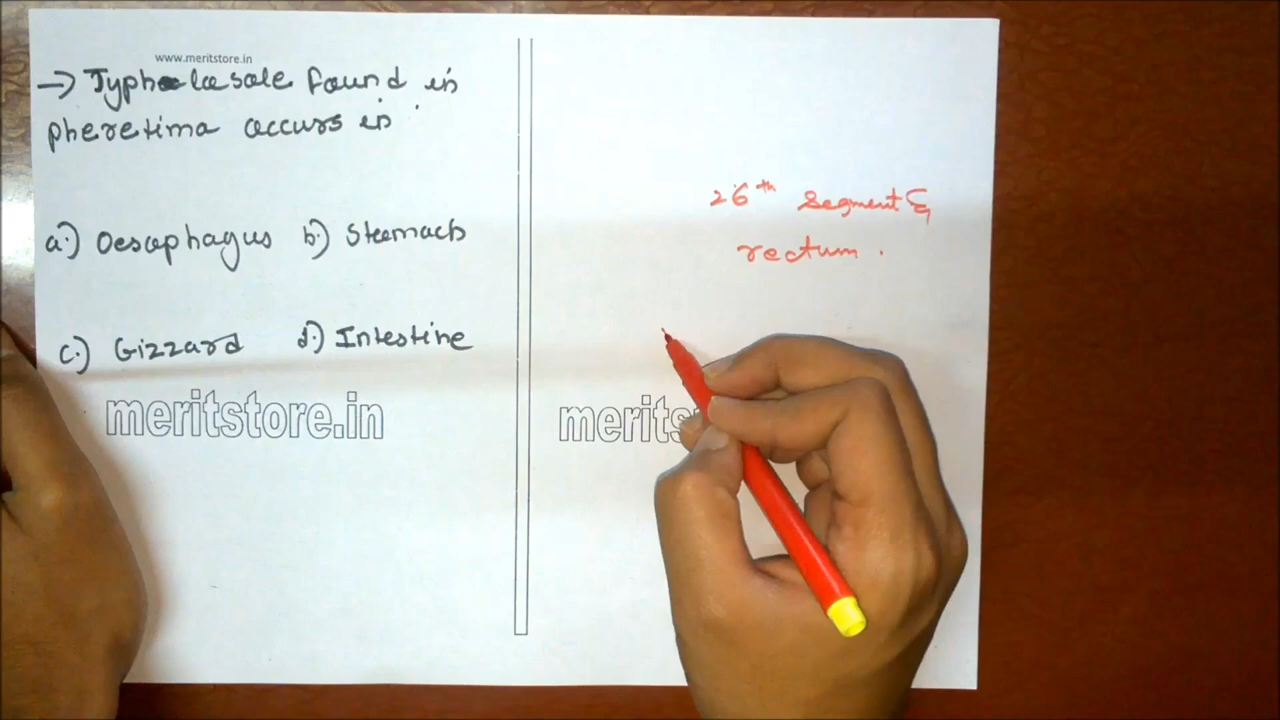 www.meritstore.in
→ Typhlosole found in
pheretima occurs in
a.) Oesophagus b.) Stomach
c.) Gizzard d.) Intestine
meritstore.in
26th segment &
rectum .
merits